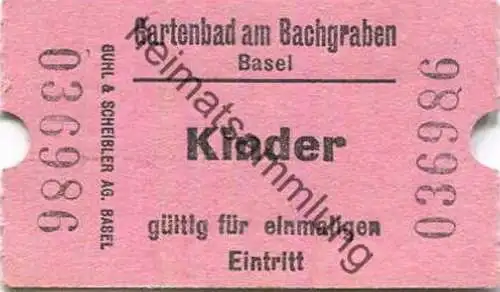 Gartenbad am Bachgraben
Basel
Kinder
gültig für einmaligen
Eintritt
036986
GUHL & SCHEIBLER AG. BASEL
036986
heimatsammlung